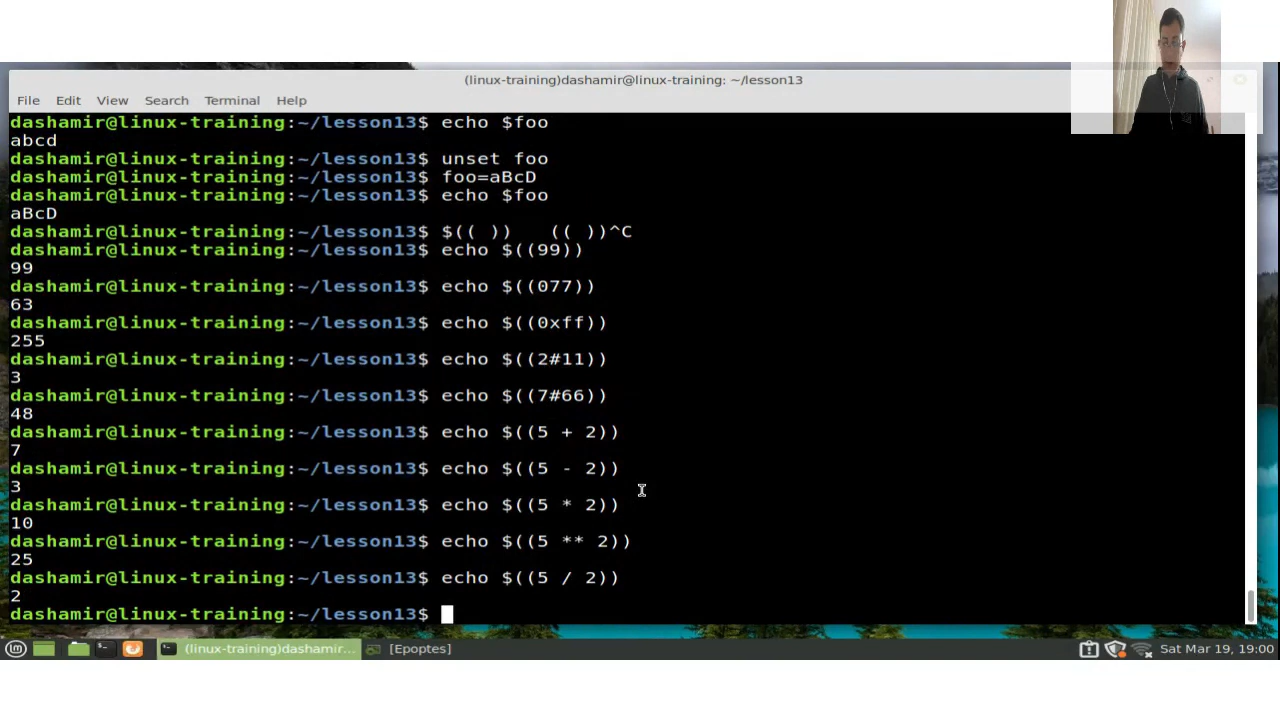 (linux-training)dashamir@linux-training: ~/lesson13
File Edit View Search Terminal Help
dashamir@linux-training:~/lesson13$ echo $foo
abcd
dashamir@linux-training:~/lesson13$ unset foo
dashamir@linux-training:~/lesson13$ foo=aBcD
dashamir@linux-training:~/lesson13$ echo $foo
aBcD
dashamir@linux-training:~/lesson13$ $(( ))   (( ))^C
dashamir@linux-training:~/lesson13$ echo $((99))
99
dashamir@linux-training:~/lesson13$ echo $((077))
63
dashamir@linux-training:~/lesson13$ echo $((0xff))
255
dashamir@linux-training:~/lesson13$ echo $((2#11))
3
dashamir@linux-training:~/lesson13$ echo $((7#66))
48
dashamir@linux-training:~/lesson13$ echo $((5 + 2))
7
dashamir@linux-training:~/lesson13$ echo $((5 - 2))
3
dashamir@linux-training:~/lesson13$ echo $((5 * 2))
10
dashamir@linux-training:~/lesson13$ echo $((5 ** 2))
25
dashamir@linux-training:~/lesson13$ echo $((5 / 2))
2
dashamir@linux-training:~/lesson13$
(linux-training)dashamir... [Epoptes] Sat Mar 19, 19:00